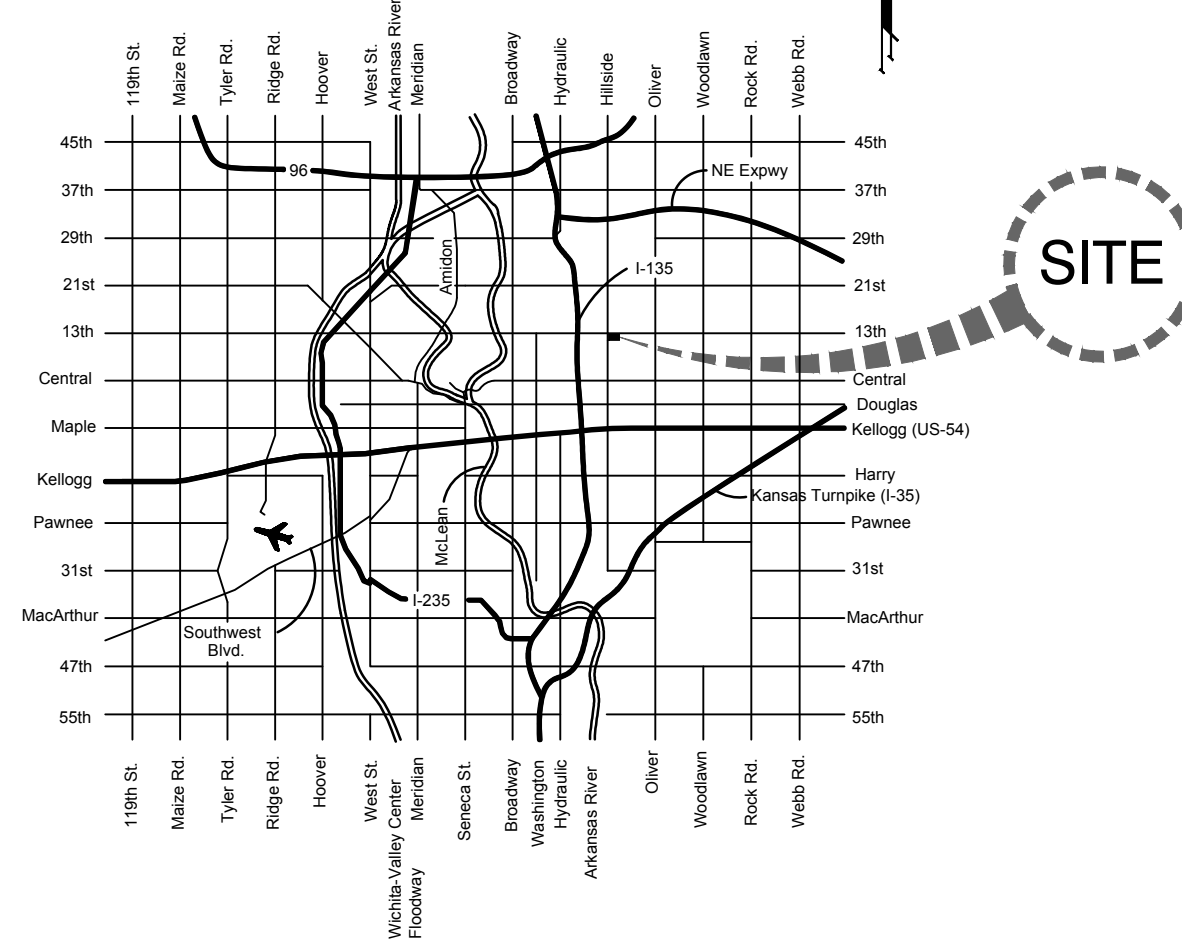 119th St.
Maize Rd.
Tyler Rd.
Ridge Rd.
Hoover
West St.
Arkansas River
Meridian
Broadway
Hydraulic
Hillside
Oliver
Woodlawn
Rock Rd.
Webb Rd.
45th
45th
96
NE Expwy
37th
37th
29th
29th
Amidon
I-135
SITE
21st
21st
13th
13th
Central
Central
Douglas
Maple
Kellogg (US-54)
Kellogg
Harry
Kansas Turnpike (I-35)
Pawnee
Pawnee
McLean
31st
31st
I-235
MacArthur
MacArthur
Southwest
Blvd.
47th
47th
55th
55th
119th St.
Maize Rd.
Tyler Rd.
Ridge Rd.
Hoover
West St.
Wichita-Valley Center
Floodway
Meridian
Seneca St.
Broadway
Washington
Hydraulic
Arkansas River
Oliver
Woodlawn
Rock Rd.
Webb Rd.